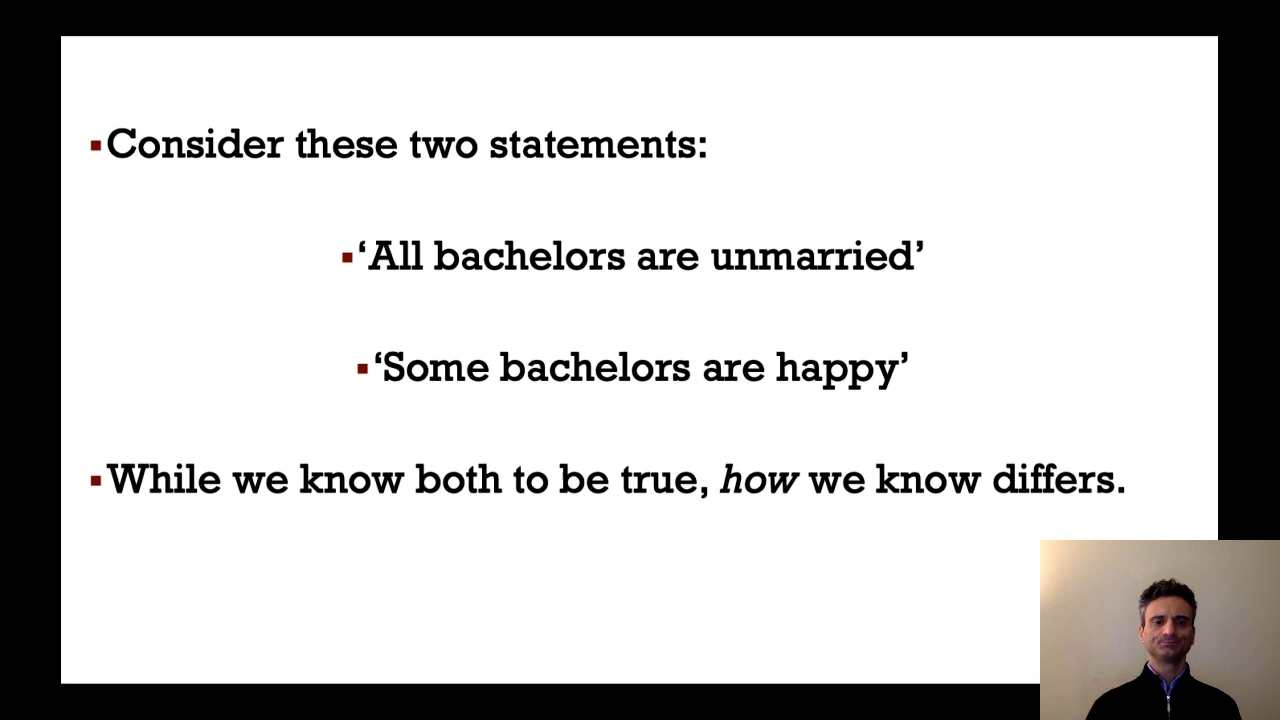 ▪Consider these two statements:
▪‘All bachelors are unmarried’
▪‘Some bachelors are happy’
▪While we know both to be true, how we know differs.